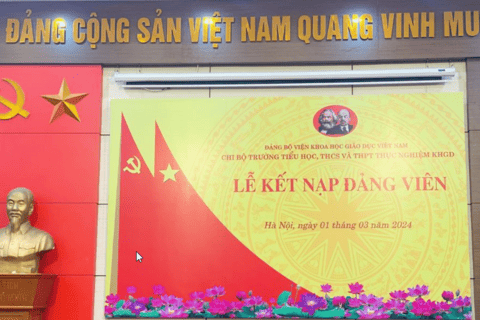 ĐẢNG CỘNG SẢN VIỆT NAM QUANG VINH MU
ĐẢNG BỘ VIỆN KHOA HỌC GIÁO DỤC VIỆT NAM
CHI BỘ TRƯỜNG TIỂU HỌC, THCS VÀ THPT THỰC NGHIỆM KHGD
LỄ KẾT NẠP ĐẢNG VIÊN
Hà Nội, ngày 01 tháng 03 năm 2024